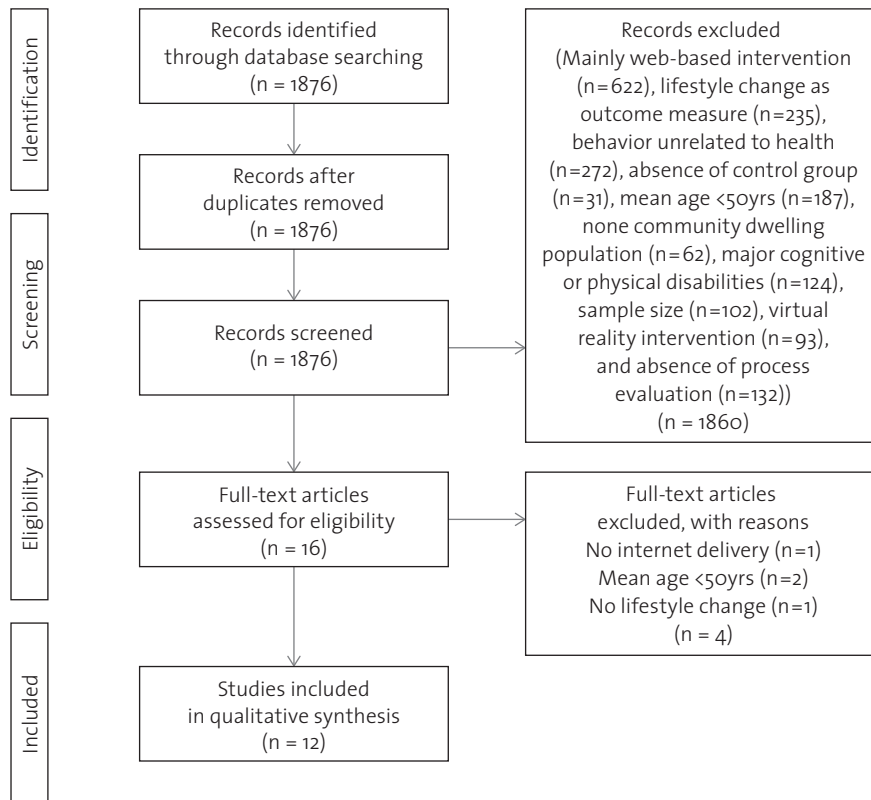 Identification
Records identified
through database searching
(n = 1876)
Records after
duplicates removed
(n = 1876)
Screening
Records screened
(n = 1876)
Records excluded
(Mainly web-based intervention
(n=622), lifestyle change as
outcome measure (n=235),
behavior unrelated to health
(n=272), absence of control group
(n=31), mean age <50yrs (n=187),
none community dwelling
population (n=62), major cognitive
or physical disabilities (n=124),
sample size (n=102), virtual
reality intervention (n=93),
and absence of process
evaluation (n=132))
(n = 1860)
Eligibility
Full-text articles
assessed for eligibility
(n = 16)
Full-text articles
excluded, with reasons
No internet delivery (n=1)
Mean age <50yrs (n=2)
No lifestyle change (n=1)
(n = 4)
Included
Studies included
in qualitative synthesis
(n = 12)